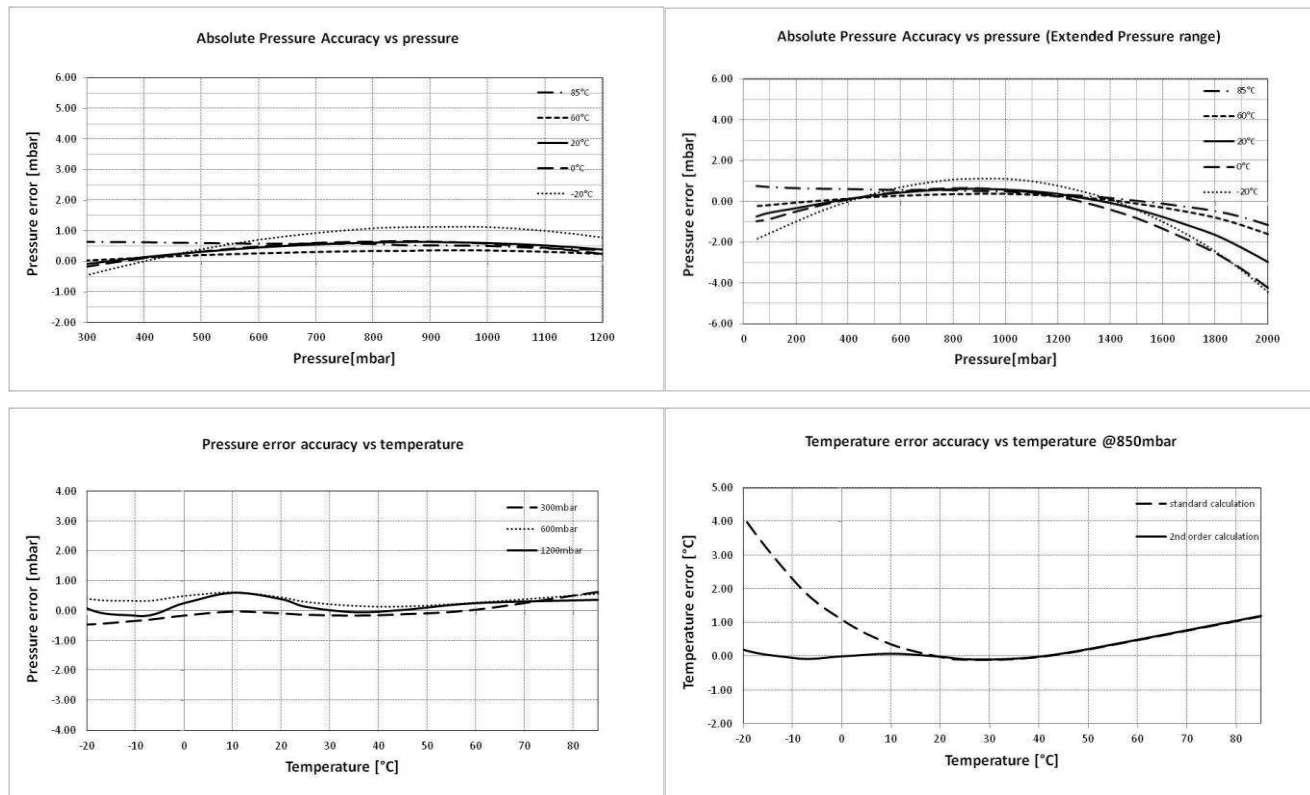 Absolute Pressure Accuracy vs pressure
6.00
5.00
4.00
3.00
2.00
1.00
0.00
-1.00
-2.00
Pressure error [mbar]
85°C
60°C
20°C
0°C
-20°C
300 400 500 600 700 800 900 1000 1100 1200
Pressure[mbar]
Absolute Pressure Accuracy vs pressure (Extended Pressure range)
6.00
4.00
2.00
0.00
-2.00
-4.00
-6.00
Pressure error [mbar]
85°C
60°C
20°C
0°C
-20°C
0 200 400 600 800 1000 1200 1400 1600 1800 2000
Pressure[mbar]
Pressure error accuracy vs temperature
4.00
3.00
2.00
1.00
0.00
-1.00
-2.00
-3.00
-4.00
Pressure error [mbar]
300mbar
600mbar
1200mbar
-20 -10 0 10 20 30 40 50 60 70 80
Temperature [°C]
Temperature error accuracy vs temperature @850mbar
5.00
4.00
3.00
2.00
1.00
0.00
-1.00
-2.00
Temperature error [°C]
standard calculation
2nd order calculation
-20 -10 0 10 20 30 40 50 60 70 80
Temperature [°C]